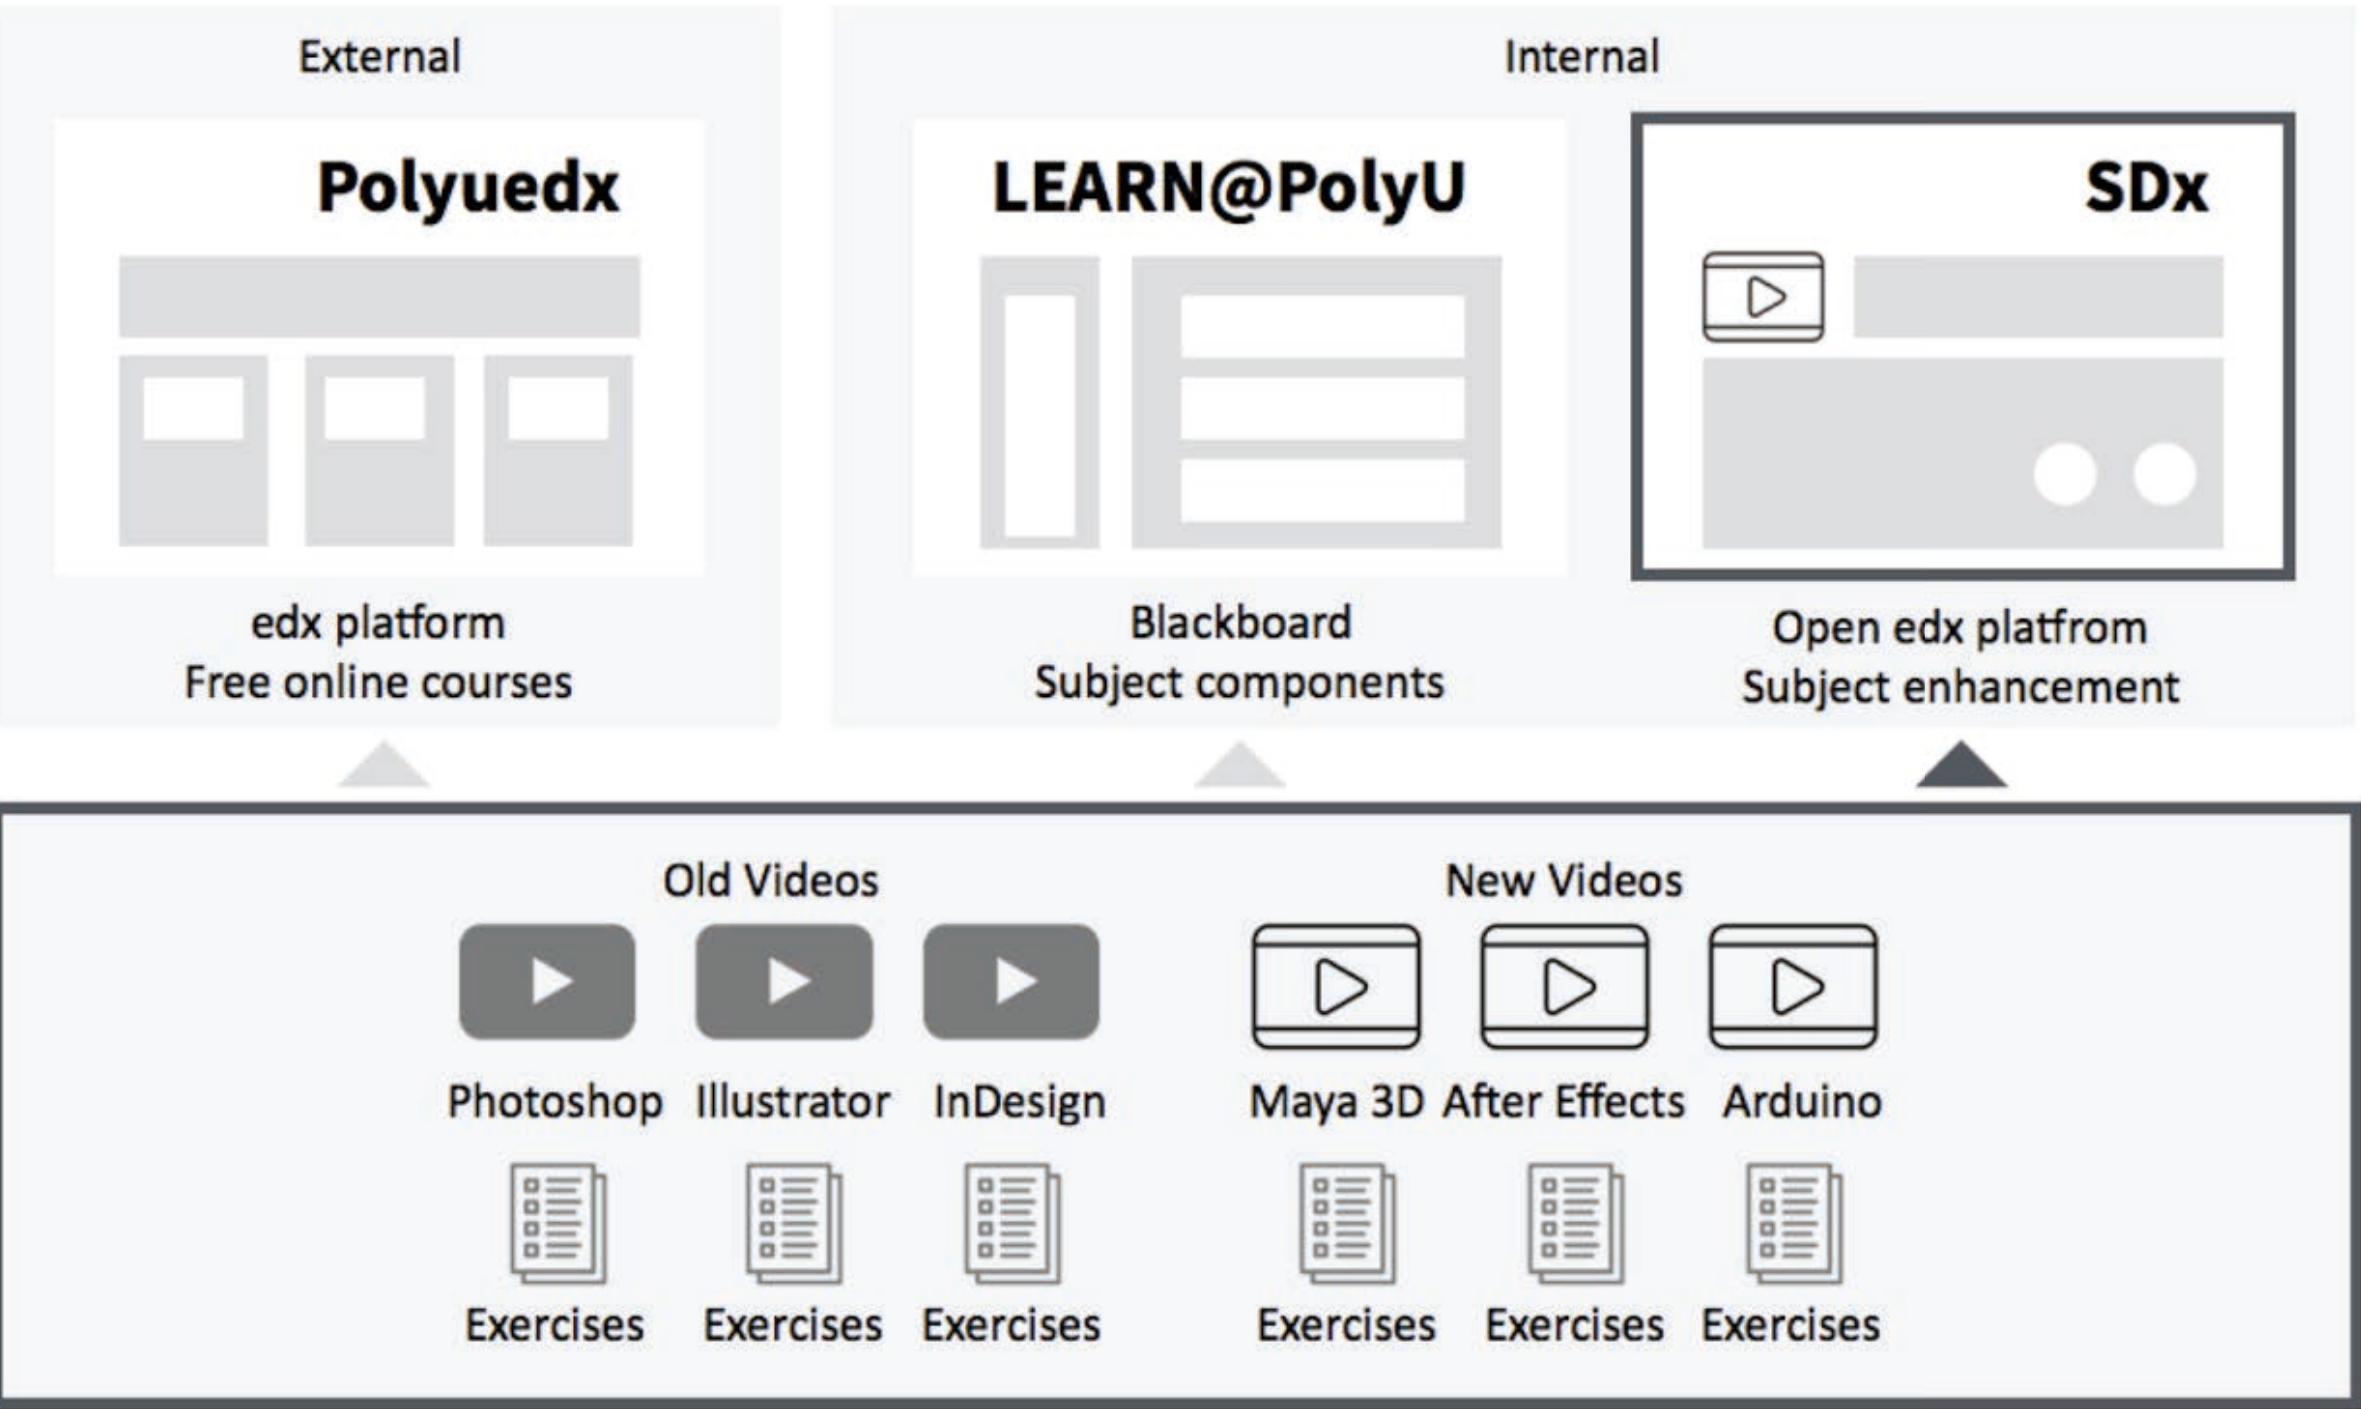 External
Polyuedx
edx platform
Free online courses
Internal
LEARN@PolyU
Blackboard
Subject components
SDx
Open edx platfrom
Subject enhancement
Old Videos
Photoshop Illustrator InDesign
Exercises Exercises Exercises
New Videos
Maya 3D After Effects Arduino
Exercises Exercises Exercises